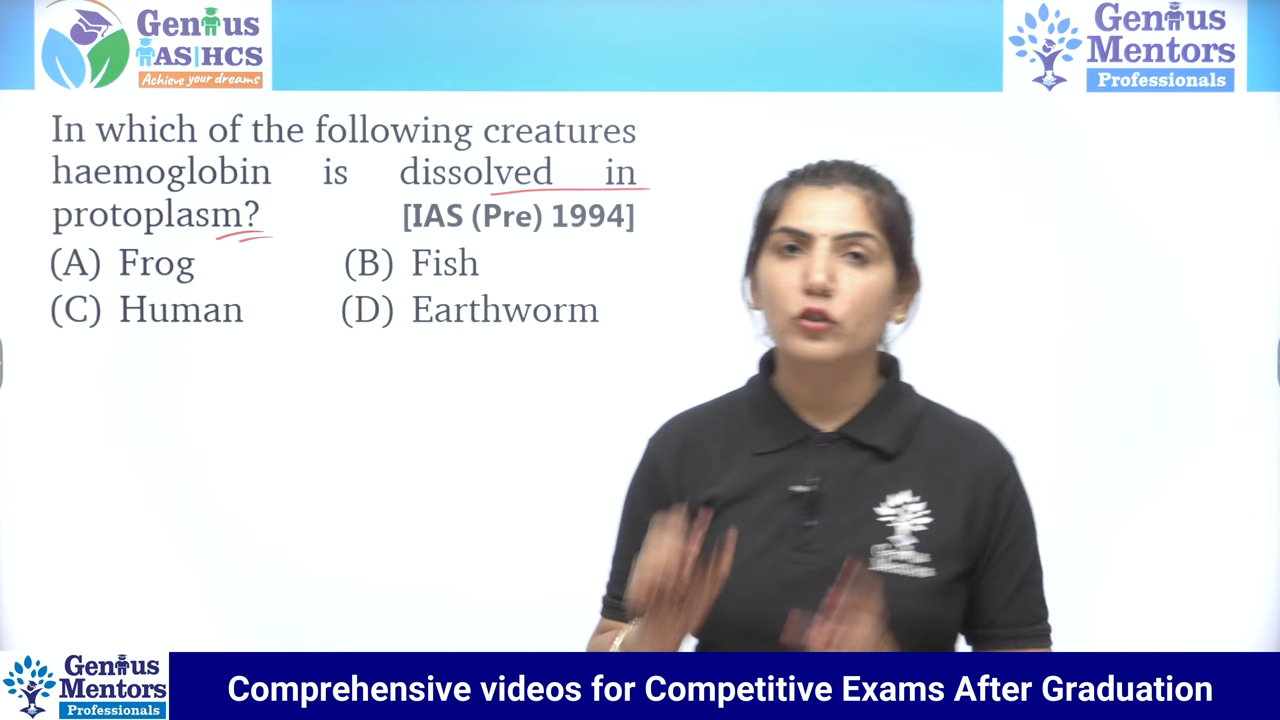 Genius
IAS|HCS
Achieve your dreams
Genius
Mentors
Professionals
In which of the following creatures
haemoglobin is dissolved in
protoplasm? [IAS (Pre) 1994]
(A) Frog (B) Fish
(C) Human (D) Earthworm
Genius
Mentors
Professionals
Comprehensive videos for Competitive Exams After Graduation